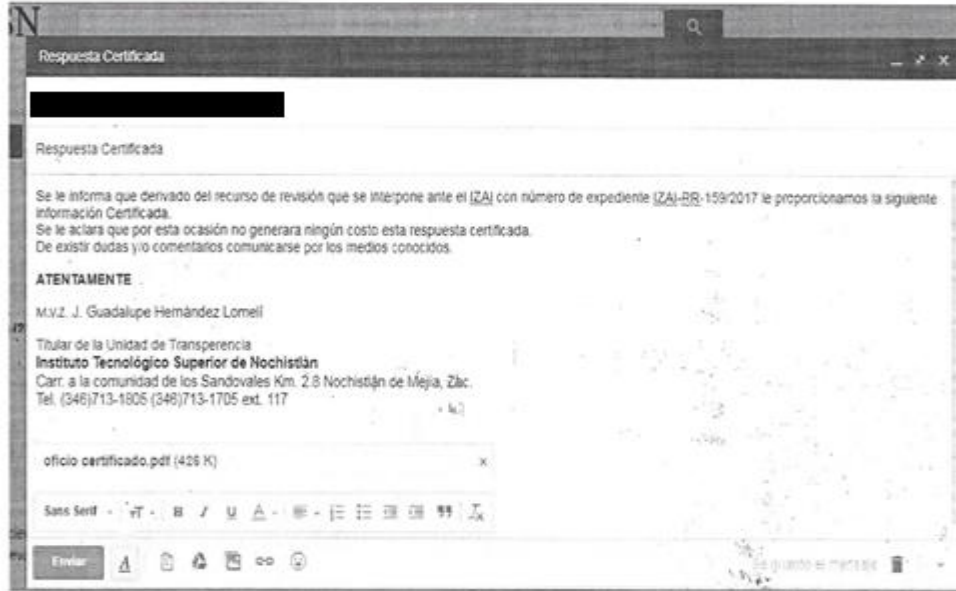 SN
Respuesta Certificada
Respuesta Certificada
Se le informa que derivado del recurso de revisión que se interpone ante el IZAI con número de expediente IZAI-RR-159/2017 le proporcionamos la siguiente
información Certificada.
Se le aclara que por esta ocasión no generara ningún costo esta respuesta certificada.
De existir dudas y/o comentarios comunicarse por los medios conocidos.
ATENTAMENTE
M.V.Z. J. Guadalupe Hernández Lomelí
Titular de la Unidad de Transperencia
Instituto Tecnológico Superior de Nochistlán
Carr. a la comunidad de los Sandovales Km. 2.8 Nochistlán de Mejía, Zac.
Tel. (346)713-1805 (346)713-1705 ext. 117
oficio certificado.pdf (426 K)
Sans Serif
Enviar
Se guardó el mensaje